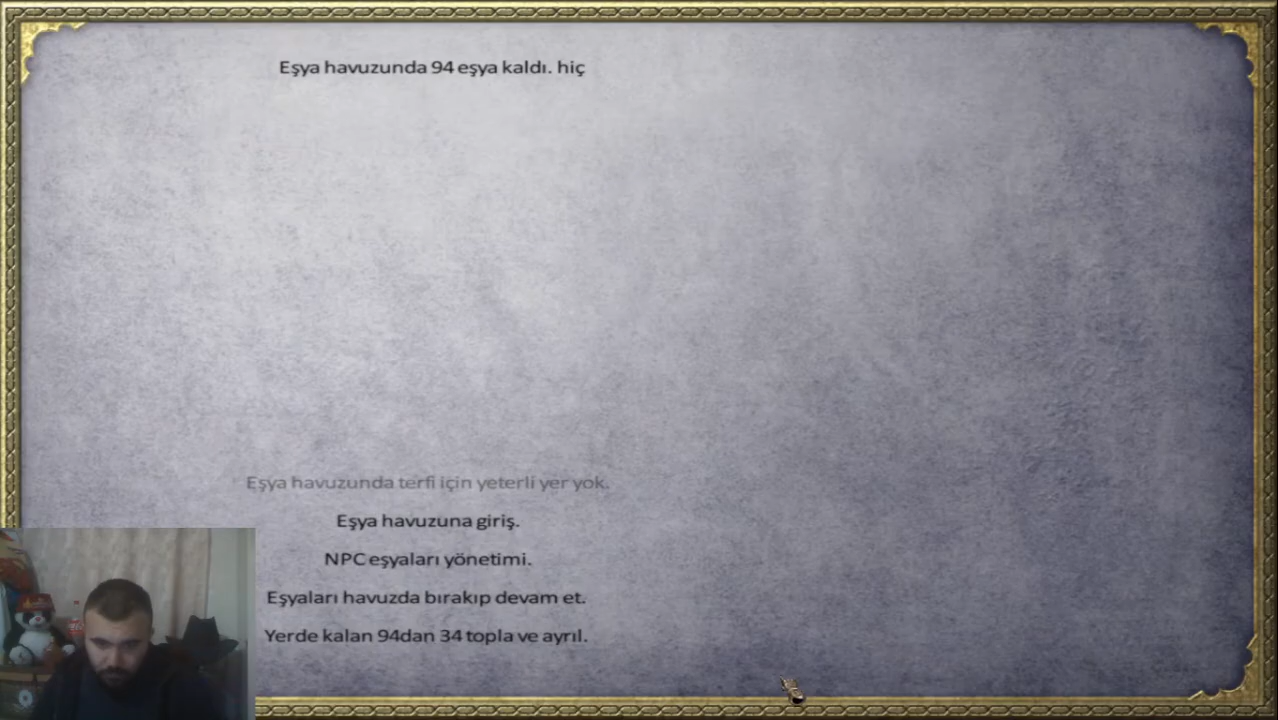 Eşya havuzunda 94 eşya kaldı. hiç
Eşya havuzunda terfi için yeterli yer yok.
Eşya havuzuna giriş.
NPC eşyaları yönetimi.
Eşyaları havuzda bırakıp devam et.
Yerde kalan 94dan 34 topla ve ayrıl.